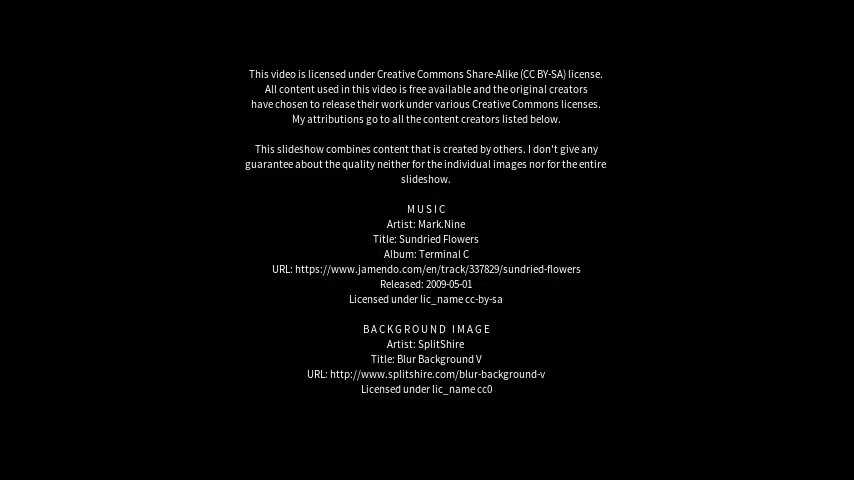 This video is licensed under Creative Commons Share-Alike (CC BY-SA) license.
All content used in this video is free available and the original creators
have chosen to release their work under various Creative Commons licenses.
My attributions go to all the content creators listed below.
This slideshow combines content that is created by others. I don't give any
guarantee about the quality neither for the individual images nor for the entire
slideshow.
MUSIC
Artist: Mark.Nine
Title: Sundried Flowers
Album: Terminal C
URL: https://www.jamendo.com/en/track/337829/sundried-flowers
Released: 2009-05-01
Licensed under lic_name cc-by-sa
BACKGROUND IMAGE
Artist: SplitShire
Title: Blur Background V
URL: http://www.splitshire.com/blur-background-v
Licensed under lic_name cc0